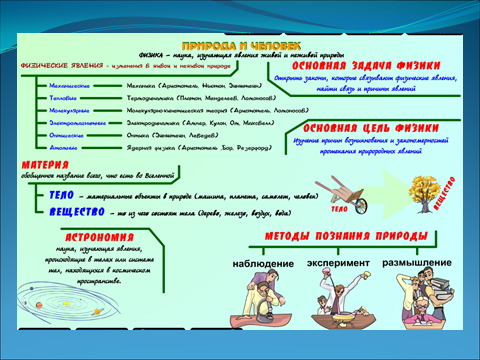 ПРИРОДА И ЧЕЛОВЕК
ФИЗИКА – наука, изучающая явления живой и неживой природы
ФИЗИЧЕСКИЕ ЯВЛЕНИЯ - изменения в живой и неживой природе
Механические Механика (Аристотель, Ньютон, Эйнштейн)
Тепловые Термодинамика (Платон, Менделеев, Ломоносов)
Молекулярные Молекулярно-кинетическая теория (Аристотель, Ломоносов)
Электромагнитные Электродинамика (Ампер, Кулон, Ом, Максвелл)
Оптические Оптика (Эйнштейн, Лебедев)
Атомные Ядерная физика (Аристотель, Бор, Резерфорд)
ОСНОВНАЯ ЗАДАЧА ФИЗИКИ
Открыть законы, которые связывают физические явления,
найти связь и причины явлений
ОСНОВНАЯ ЦЕЛЬ ФИЗИКИ
Изучение причин возникновения и закономерностей
протекания природных явлений
МАТЕРИЯ
обобщенное название всего, что есть во Вселенной
ТЕЛО – материальные объекты в природе (машина, планета, самолет, человек)
ВЕЩЕСТВО – то из чего состоят тела (дерево, железо, воздух, вода)
ТЕЛО
ВЕЩЕСТВО
АСТРОНОМИЯ
наука, изучающая явления,
происходящие в телах или системе
тел, находящихся в космическом
пространстве.
МЕТОДЫ ПОЗНАНИЯ ПРИРОДЫ
наблюдение эксперимент размышление